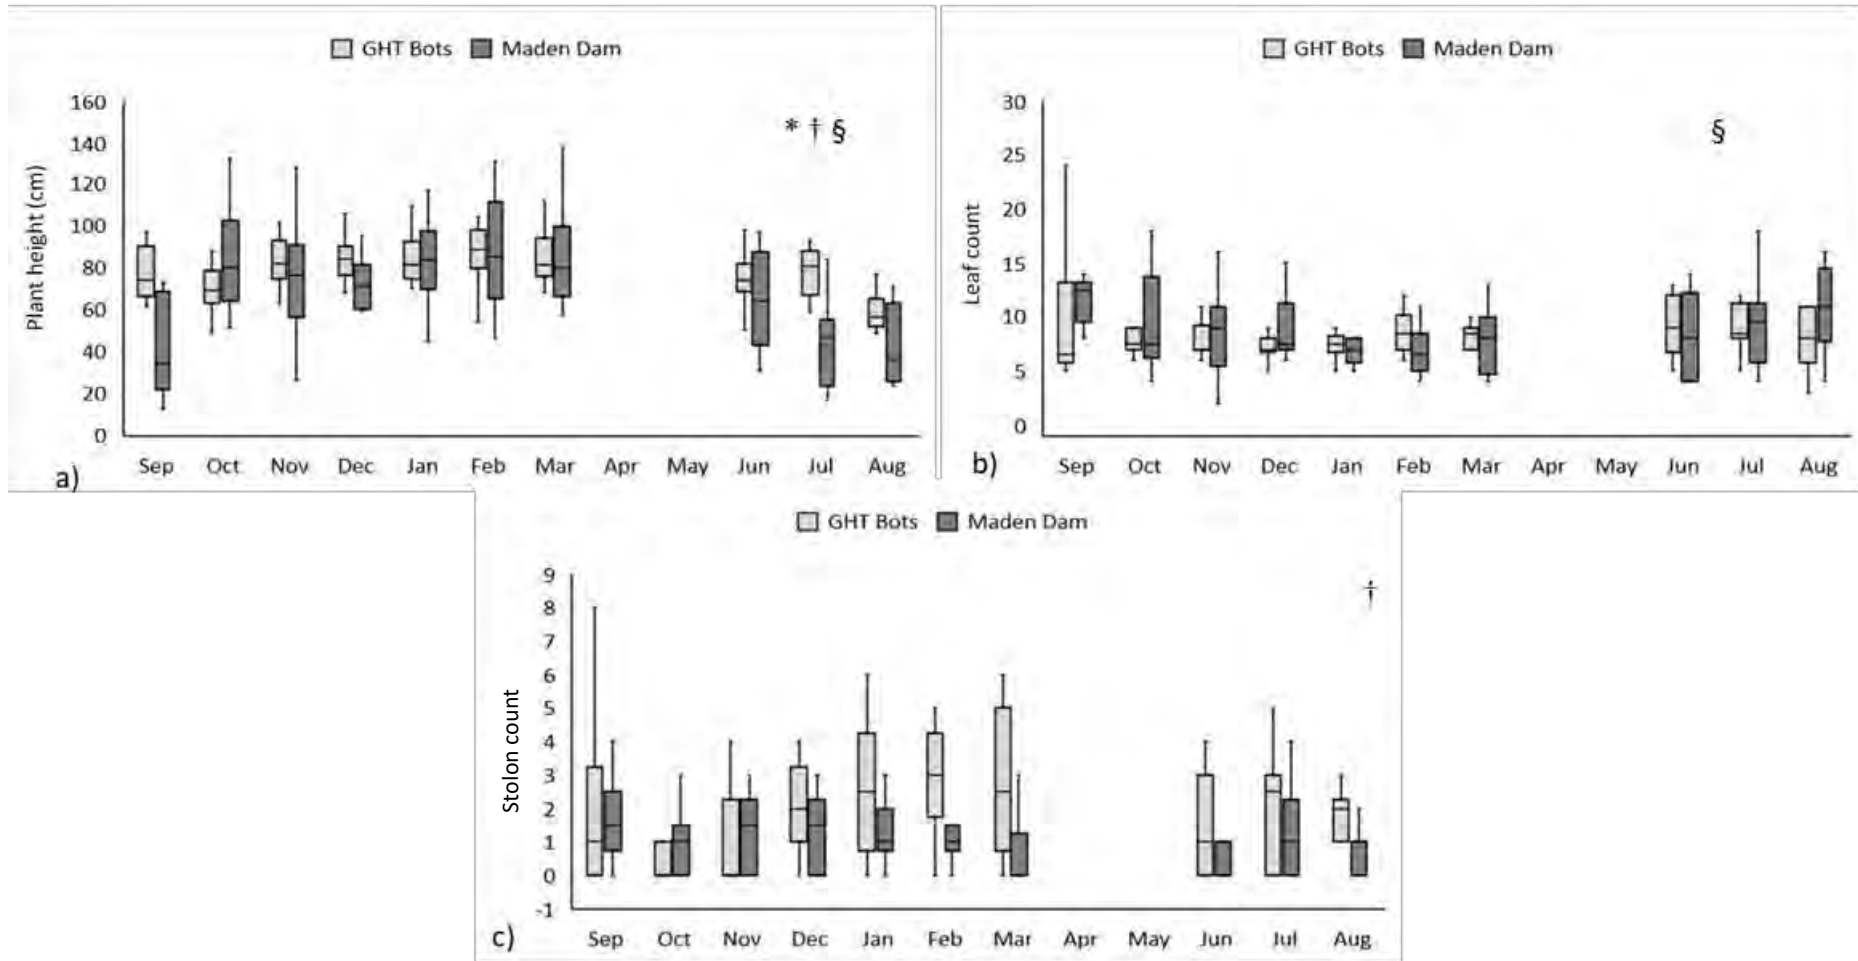 GHT Bots Maden Dam
* † §
Plant height (cm)
160
140
120
100
80
60
40
20
0
Sep Oct Nov Dec Jan Feb Mar Apr May Jun Jul Aug
a)
GHT Bots Maden Dam
§
Leaf count
30
25
20
15
10
5
0
Sep Oct Nov Dec Jan Feb Mar Apr May Jun Jul Aug
b)
GHT Bots Maden Dam
†
Stolon count
9
8
7
6
5
4
3
2
1
0
-1
Sep Oct Nov Dec Jan Feb Mar Apr May Jun Jul Aug
c)